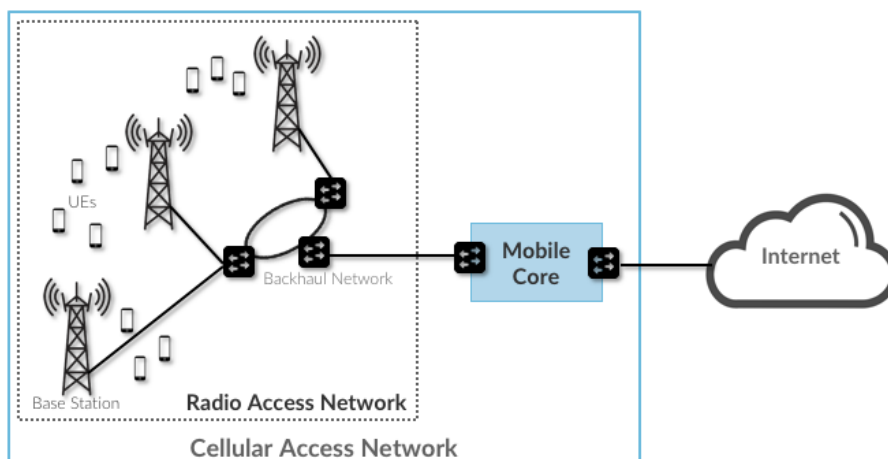 UEs
Backhaul Network
Mobile
Core
Internet
Base Station
Radio Access Network
Cellular Access Network